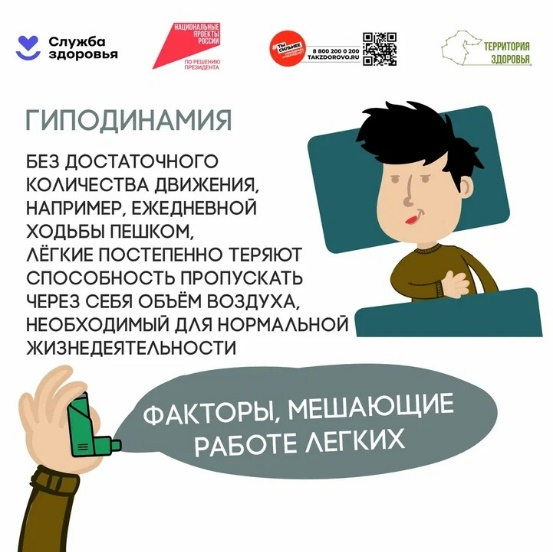 Служба
здоровья
НАЦИОНАЛЬНЫЕ
ПРОЕКТЫ
РОССИИ
ПО РЕШЕНИЮ
ПРЕЗИДЕНТА
ТЫ
СИЛЬНЕЕ
8 800 200 0 200
TAKZDOROVO.RU
ТЕРРИТОРИЯ
ЗДОРОВЬЯ
ГИПОДИНАМИЯ
БЕЗ ДОСТАТОЧНОГО
КОЛИЧЕСТВА ДВИЖЕНИЯ,
НАПРИМЕР, ЕЖЕДНЕВНОЙ
ХОДЬБЫ ПЕШКОМ,
ЛЁГКИЕ ПОСТЕПЕННО ТЕРЯЮТ
СПОСОБНОСТЬ ПРОПУСКАТЬ
ЧЕРЕЗ СЕБЯ ОБЪЁМ ВОЗДУХА,
НЕОБХОДИМЫЙ ДЛЯ НОРМАЛЬНОЙ
ЖИЗНЕДЕЯТЕЛЬНОСТИ
ФАКТОРЫ, МЕШАЮЩИЕ
РАБОТЕ ЛЕГКИХ